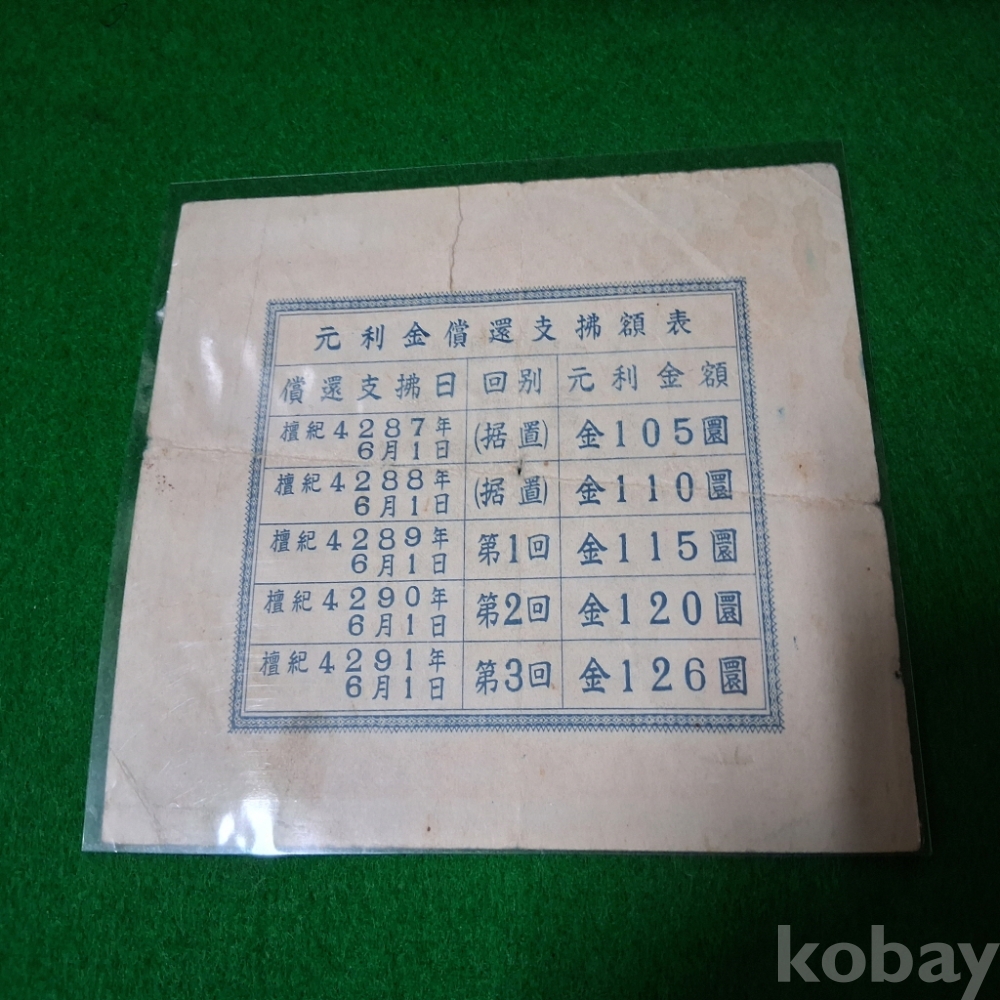 元利金償還支拂額表
償還支拂日 回別 元利金額
檀紀4287年6月1日 (据置) 金105圜
檀紀4288年6月1日 (据置) 金110圜
檀紀4289年6月1日 第1回 金115圜
檀紀4290年6月1日 第2回 金120圜
檀紀4291年6月1日 第3回 金126圜
kobay